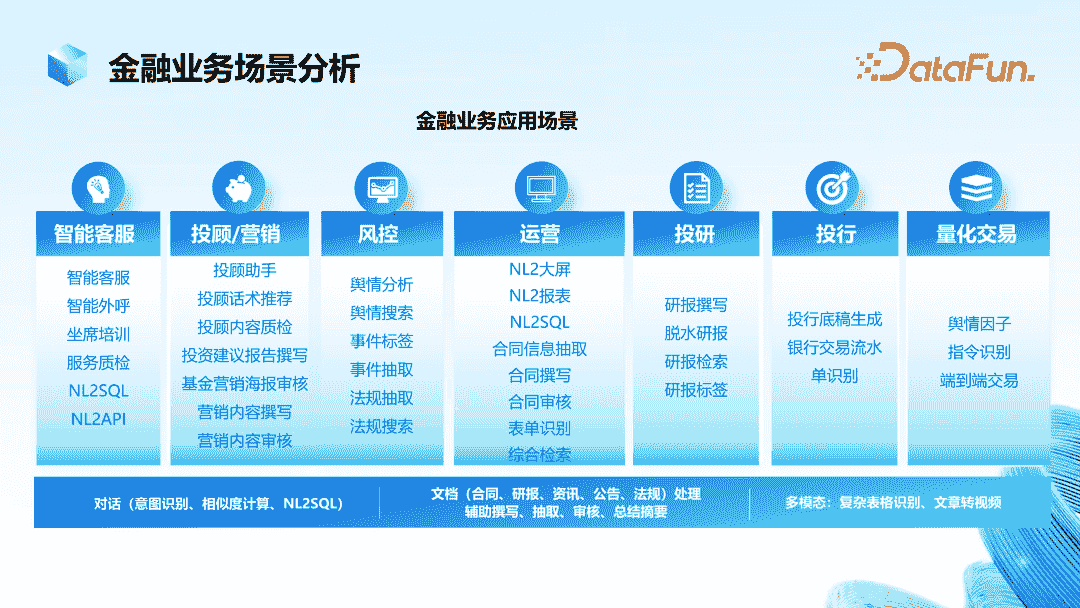 金融业务场景分析
DataFun.
金融业务应用场景
智能客服
智能客服
智能外呼
坐席培训
服务质检
NL2SQL
NL2API
投顾/营销
投顾助手
投顾话术推荐
投顾内容质检
投资建议报告撰写
基金营销海报审核
营销内容撰写
营销内容审核
风控
舆情分析
舆情搜索
事件标签
事件抽取
法规抽取
法规搜索
运营
NL2大屏
NL2报表
NL2SQL
合同信息抽取
合同撰写
合同审核
表单识别
综合检索
投研
研报撰写
脱水研报
研报检索
研报标签
投行
投行底稿生成
银行交易流水
单识别
量化交易
舆情因子
指令识别
端到端交易
对话（意图识别、相似度计算、NL2SQL）
文档（合同、研报、资讯、公告、法规）处理
辅助撰写、抽取、审核、总结摘要
多模态：复杂表格识别、文章转视频